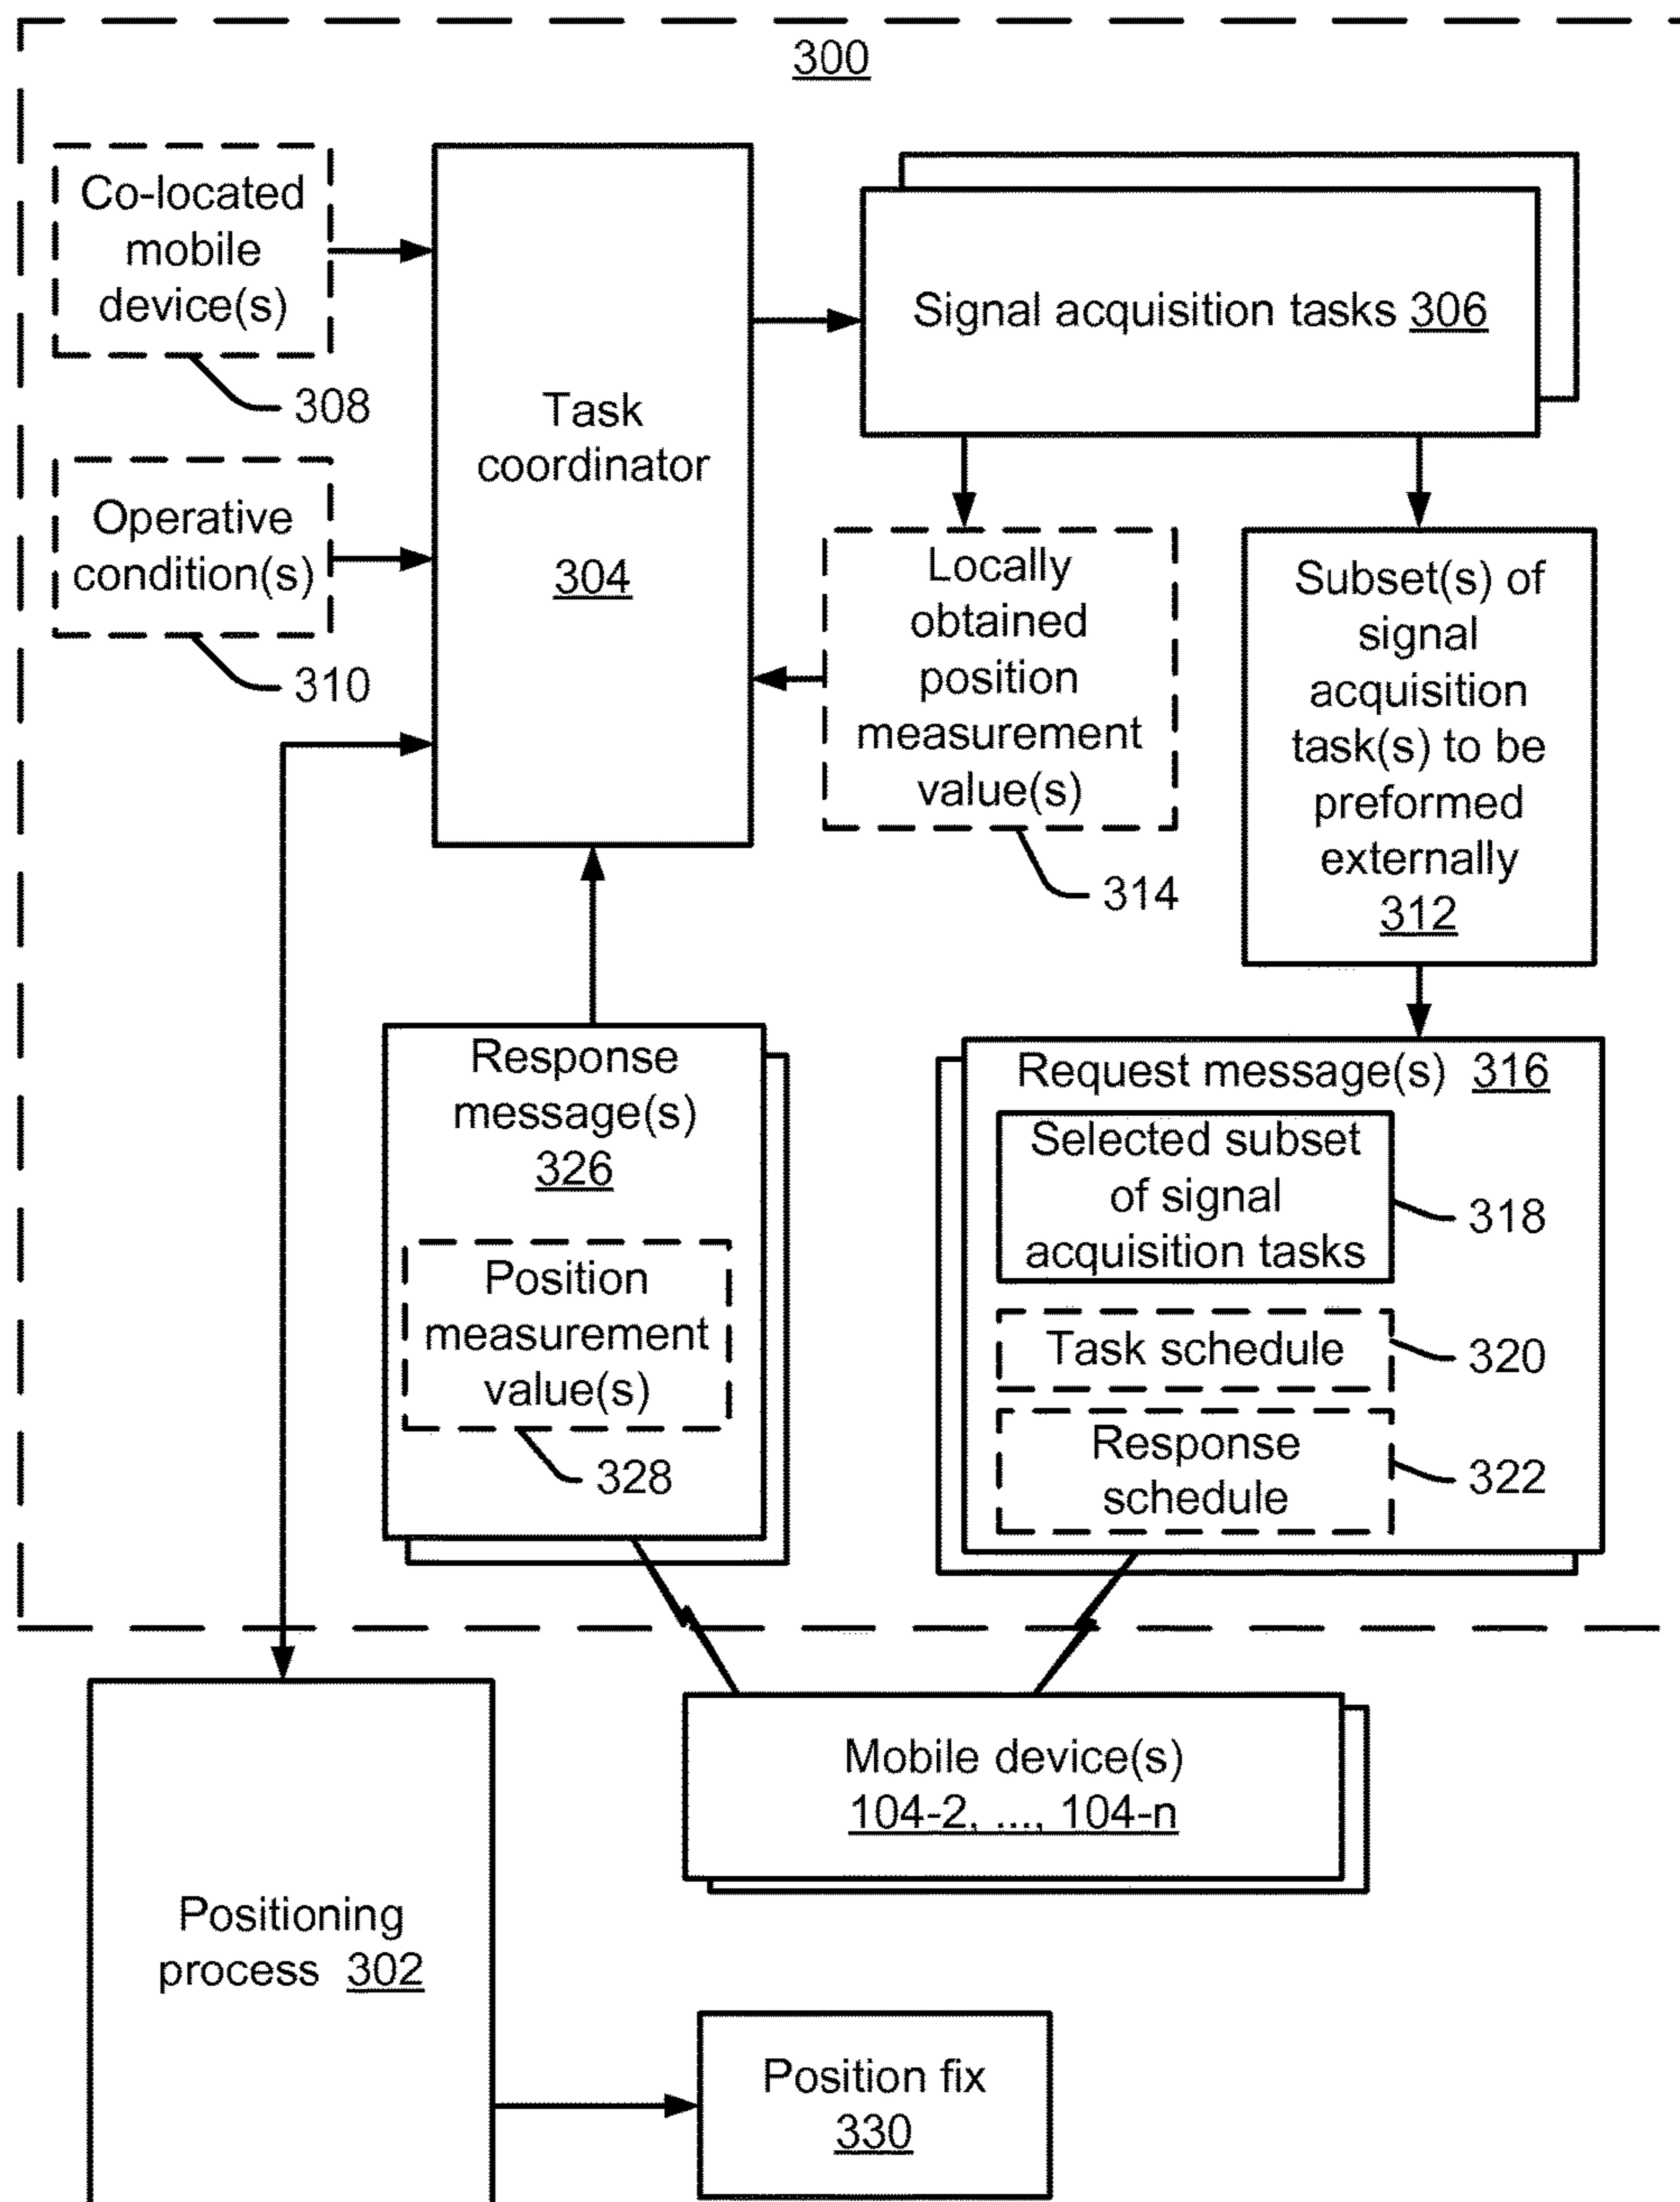 300
Co-located
mobile
device(s)
308
Operative
condition(s)
310
Task
coordinator
304
Signal acquisition tasks 306
Locally
obtained
position
measurement
value(s)
314
Subset(s) of
signal
acquisition
task(s) to be
preformed
externally
312
Response
message(s)
326
Position
measurement
value(s)
328
Request message(s) 316
Selected subset
of signal
acquisition tasks
318
Task schedule
320
Response
schedule
322
Mobile device(s)
104-2, ..., 104-n
Positioning
process 302
Position fix
330